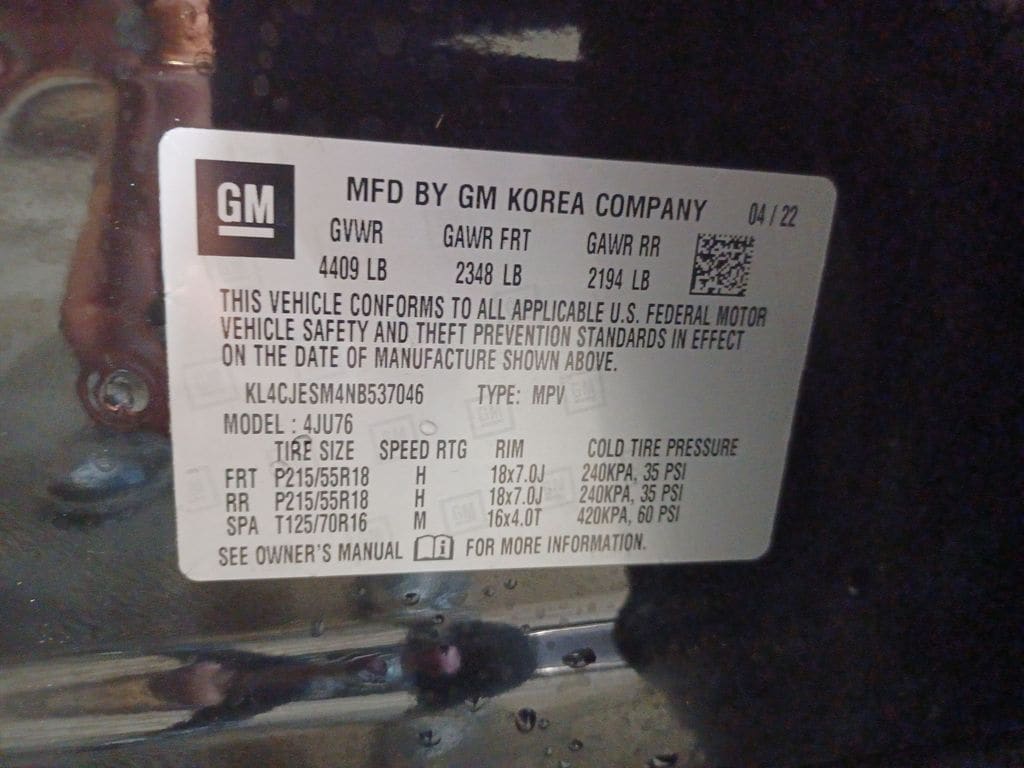 GM
MFD BY GM KOREA COMPANY 04 / 22
GVWR GAWR FRT GAWR RR
4409 LB 2348 LB 2194 LB
THIS VEHICLE CONFORMS TO ALL APPLICABLE U.S. FEDERAL MOTOR
VEHICLE SAFETY AND THEFT PREVENTION STANDARDS IN EFFECT
ON THE DATE OF MANUFACTURE SHOWN ABOVE.
KL4CJESM4NB537046 TYPE: MPV
MODEL : 4JU76
TIRE SIZE SPEED RTG RIM COLD TIRE PRESSURE
FRT P215/55R18 H 18x7.0J 240KPA, 35 PSI
RR P215/55R18 H 18x7.0J 240KPA, 35 PSI
SPA T125/70R16 M 16x4.0T 420KPA, 60 PSI
SEE OWNER'S MANUAL FOR MORE INFORMATION.